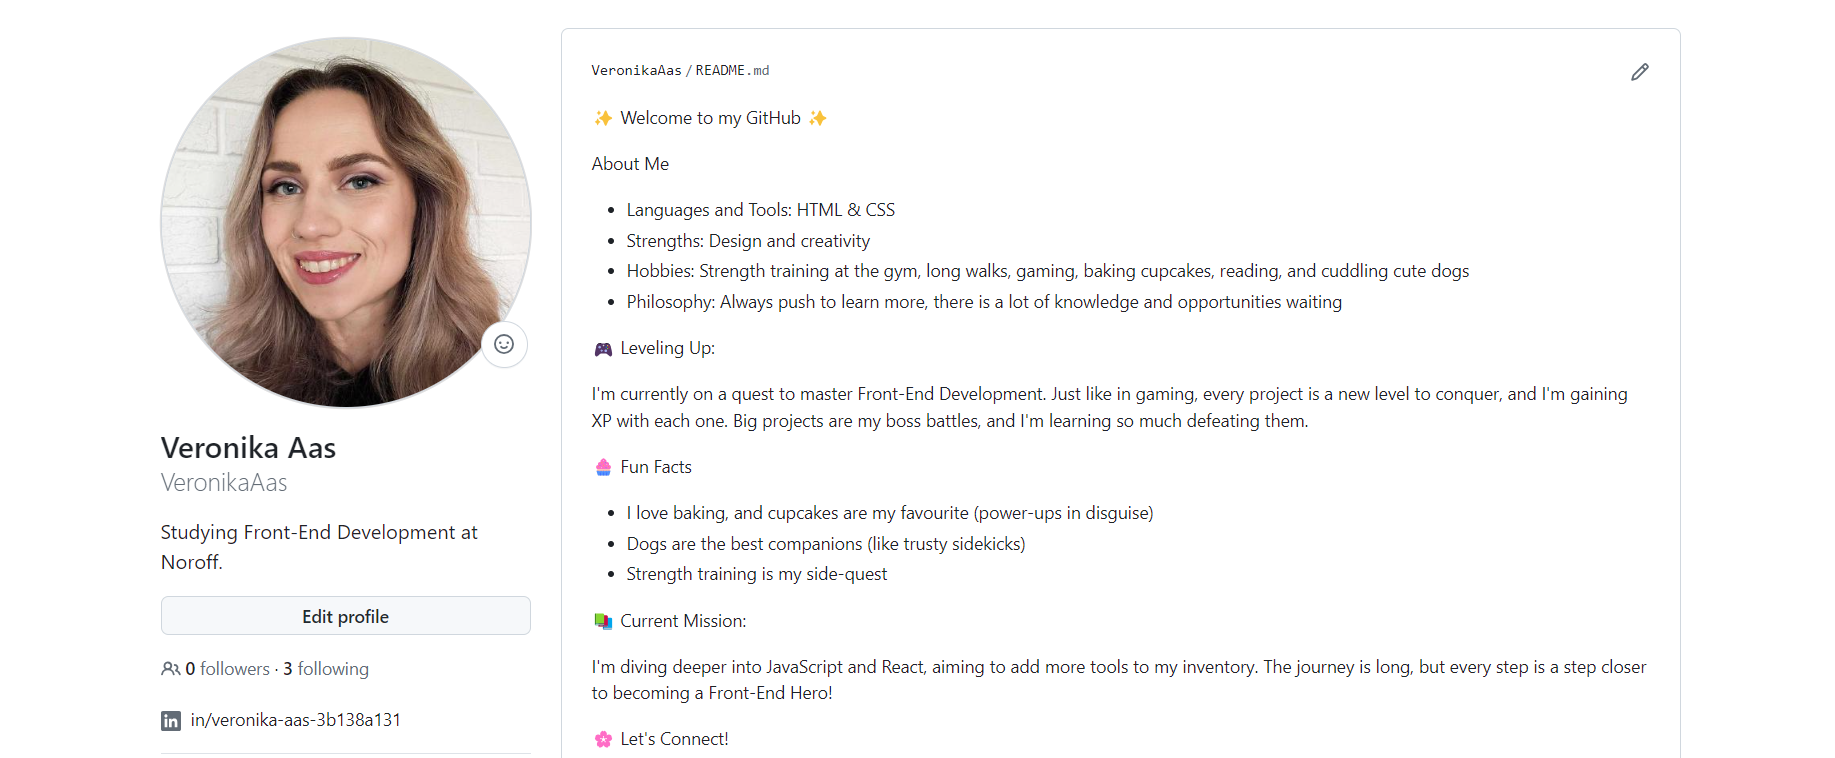 VeronikaAas / README.md
✨ Welcome to my GitHub ✨
About Me
• Languages and Tools: HTML & CSS
• Strengths: Design and creativity
• Hobbies: Strength training at the gym, long walks, gaming, baking cupcakes, reading, and cuddling cute dogs
• Philosophy: Always push to learn more, there is a lot of knowledge and opportunities waiting
🎮 Leveling Up:
I'm currently on a quest to master Front-End Development. Just like in gaming, every project is a new level to conquer, and I'm gaining
XP with each one. Big projects are my boss battles, and I'm learning so much defeating them.
🧁 Fun Facts
• I love baking, and cupcakes are my favourite (power-ups in disguise)
• Dogs are the best companions (like trusty sidekicks)
• Strength training is my side-quest
📚 Current Mission:
I'm diving deeper into JavaScript and React, aiming to add more tools to my inventory. The journey is long, but every step is a step closer
to becoming a Front-End Hero!
🌸 Let's Connect!
Veronika Aas
VeronikaAas
Studying Front-End Development at
Noroff.
Edit profile
0 followers · 3 following
in/veronika-aas-3b138a131